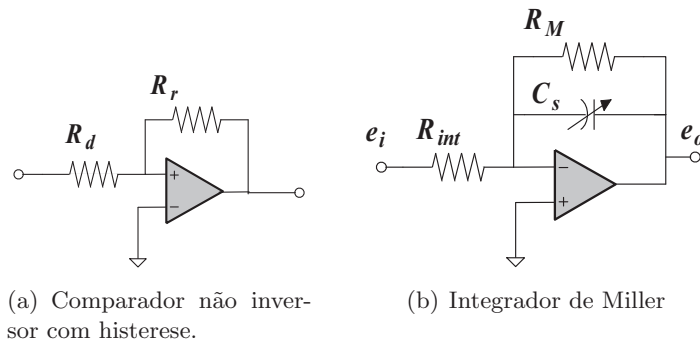 R_r
R_d
+
−
(a) Comparador não inver-
sor com histerese.
R_M
C_s
e_i
R_int
e_o
−
+
(b) Integrador de Miller